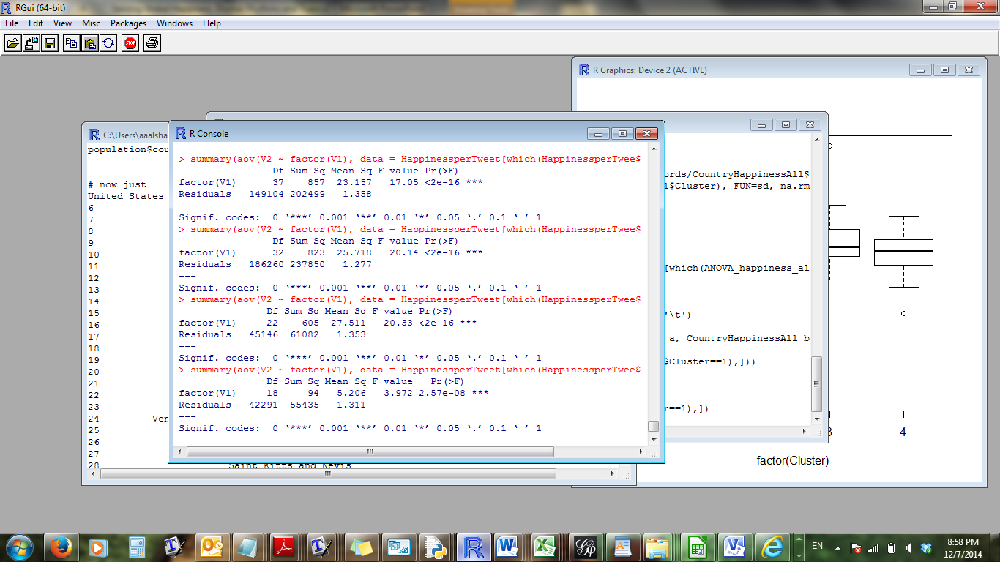 RGui (64-bit)
File Edit View Misc Packages Windows Help
STOP
R Graphics: Device 2 (ACTIVE)
C:\Users\aaalsha
population$cou
# now just
United States
6
7
8
9
10
11
12
13
14
15
16
17
18
19
20
21
22
23
24 Ven
25
26
27
28 Saint Kitts and Nevis
R Console
> summary(aov(V2 ~ factor(V1), data = HappinessperTweet[which(HappinessperTwee$
Df Sum Sq Mean Sq F value Pr(>F)
factor(V1) 37 857 23.157 17.05 <2e-16 ***
Residuals 149104 202499 1.358
---
Signif. codes: 0 ‘***’ 0.001 ‘**’ 0.01 ‘*’ 0.05 ‘.’ 0.1 ‘ ’ 1
> summary(aov(V2 ~ factor(V1), data = HappinessperTweet[which(HappinessperTwee$
Df Sum Sq Mean Sq F value Pr(>F)
factor(V1) 32 823 25.718 20.14 <2e-16 ***
Residuals 186260 237850 1.277
---
Signif. codes: 0 ‘***’ 0.001 ‘**’ 0.01 ‘*’ 0.05 ‘.’ 0.1 ‘ ’ 1
> summary(aov(V2 ~ factor(V1), data = HappinessperTweet[which(HappinessperTwee$
Df Sum Sq Mean Sq F value Pr(>F)
factor(V1) 22 605 27.511 20.33 <2e-16 ***
Residuals 45146 61082 1.353
---
Signif. codes: 0 ‘***’ 0.001 ‘**’ 0.01 ‘*’ 0.05 ‘.’ 0.1 ‘ ’ 1
> summary(aov(V2 ~ factor(V1), data = HappinessperTweet[which(HappinessperTwee$
Df Sum Sq Mean Sq F value Pr(>F)
factor(V1) 18 94 5.206 3.972 2.57e-08 ***
Residuals 42291 55435 1.311
---
Signif. codes: 0 ‘***’ 0.001 ‘**’ 0.01 ‘*’ 0.05 ‘.’ 0.1 ‘ ’ 1
ords/CountryHappinessAll$
l$Cluster), FUN=sd, na.rm
[which(ANOVA_happiness_al
'\t')
a, CountryHappinessAll b
$Cluster==1),]))
r==1),])
3 4
factor(Cluster)
EN
8:58 PM
12/7/2014